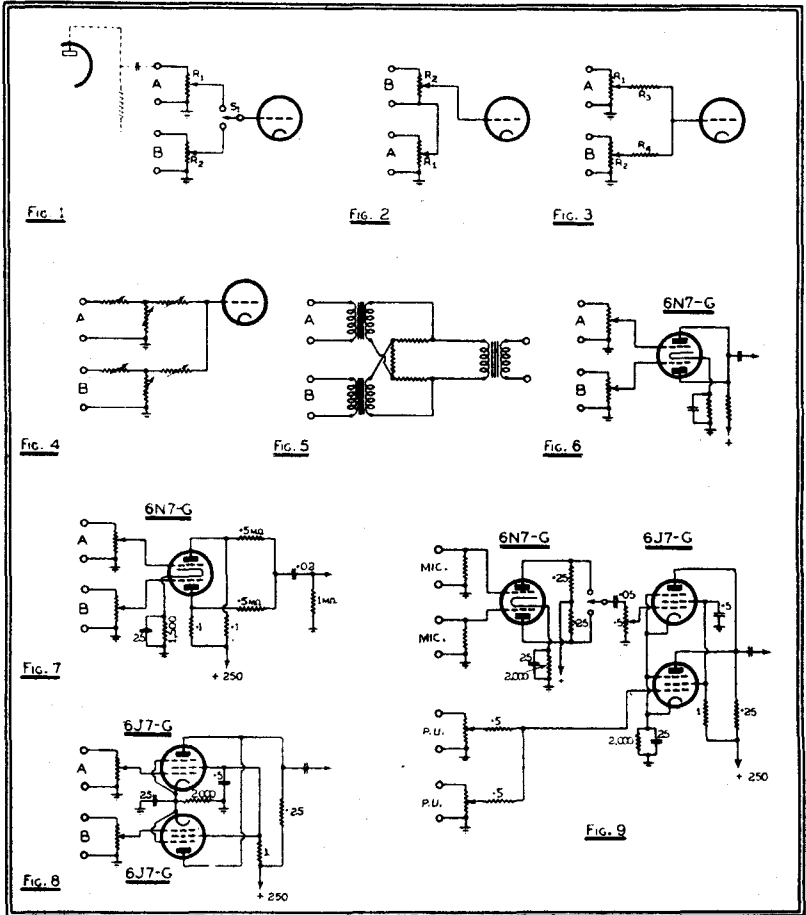 A
R1
S1
B
R2
Fig. 1
B
R2
A
R1
Fig. 2
A
R1
R3
B
R4
R2
Fig. 3
A
B
Fig. 4
A
B
Fig. 5
6N7-G
A
B
+
Fig. 6
6N7-G
A
B
·5MΩ
·5MΩ
·02
1MΩ
25
1,500
·1
·1
+ 250
Fig. 7
6J7-G
A
B
25
2,000
·5
·25
1
6J7-G
+ 250
Fig. 8
6N7-G
6J7-G
MIC.
MIC.
·25
·25
·05
·5
·5
25
2,000
+
P.U.
·5
P.U.
·5
2,000
25
1
·25
+ 250
Fig. 9